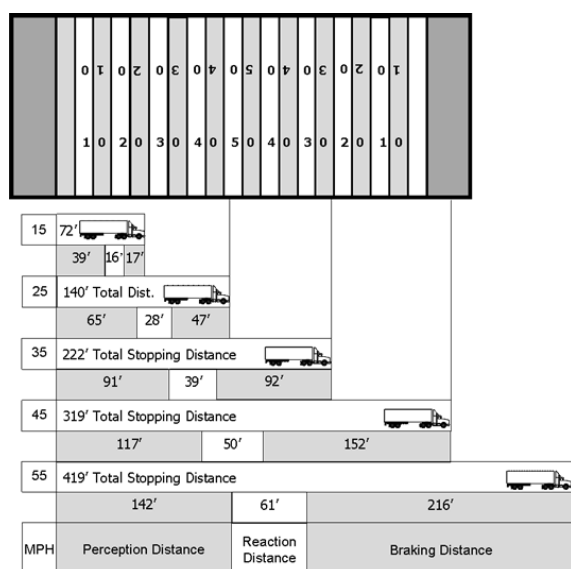 0 1 0 2 0 3 0 4 0 5 0 4 0 3 0 2 0 1
1 0 2 0 3 0 4 0 5 0 4 0 3 0 2 0 1 0
15 72′
39′ 16′ 17′
25 140′ Total Dist.
65′ 28′ 47′
35 222′ Total Stopping Distance
91′ 39′ 92′
45 319′ Total Stopping Distance
117′ 50′ 152′
55 419′ Total Stopping Distance
142′ 61′ 216′
MPH Perception Distance Reaction Distance Braking Distance